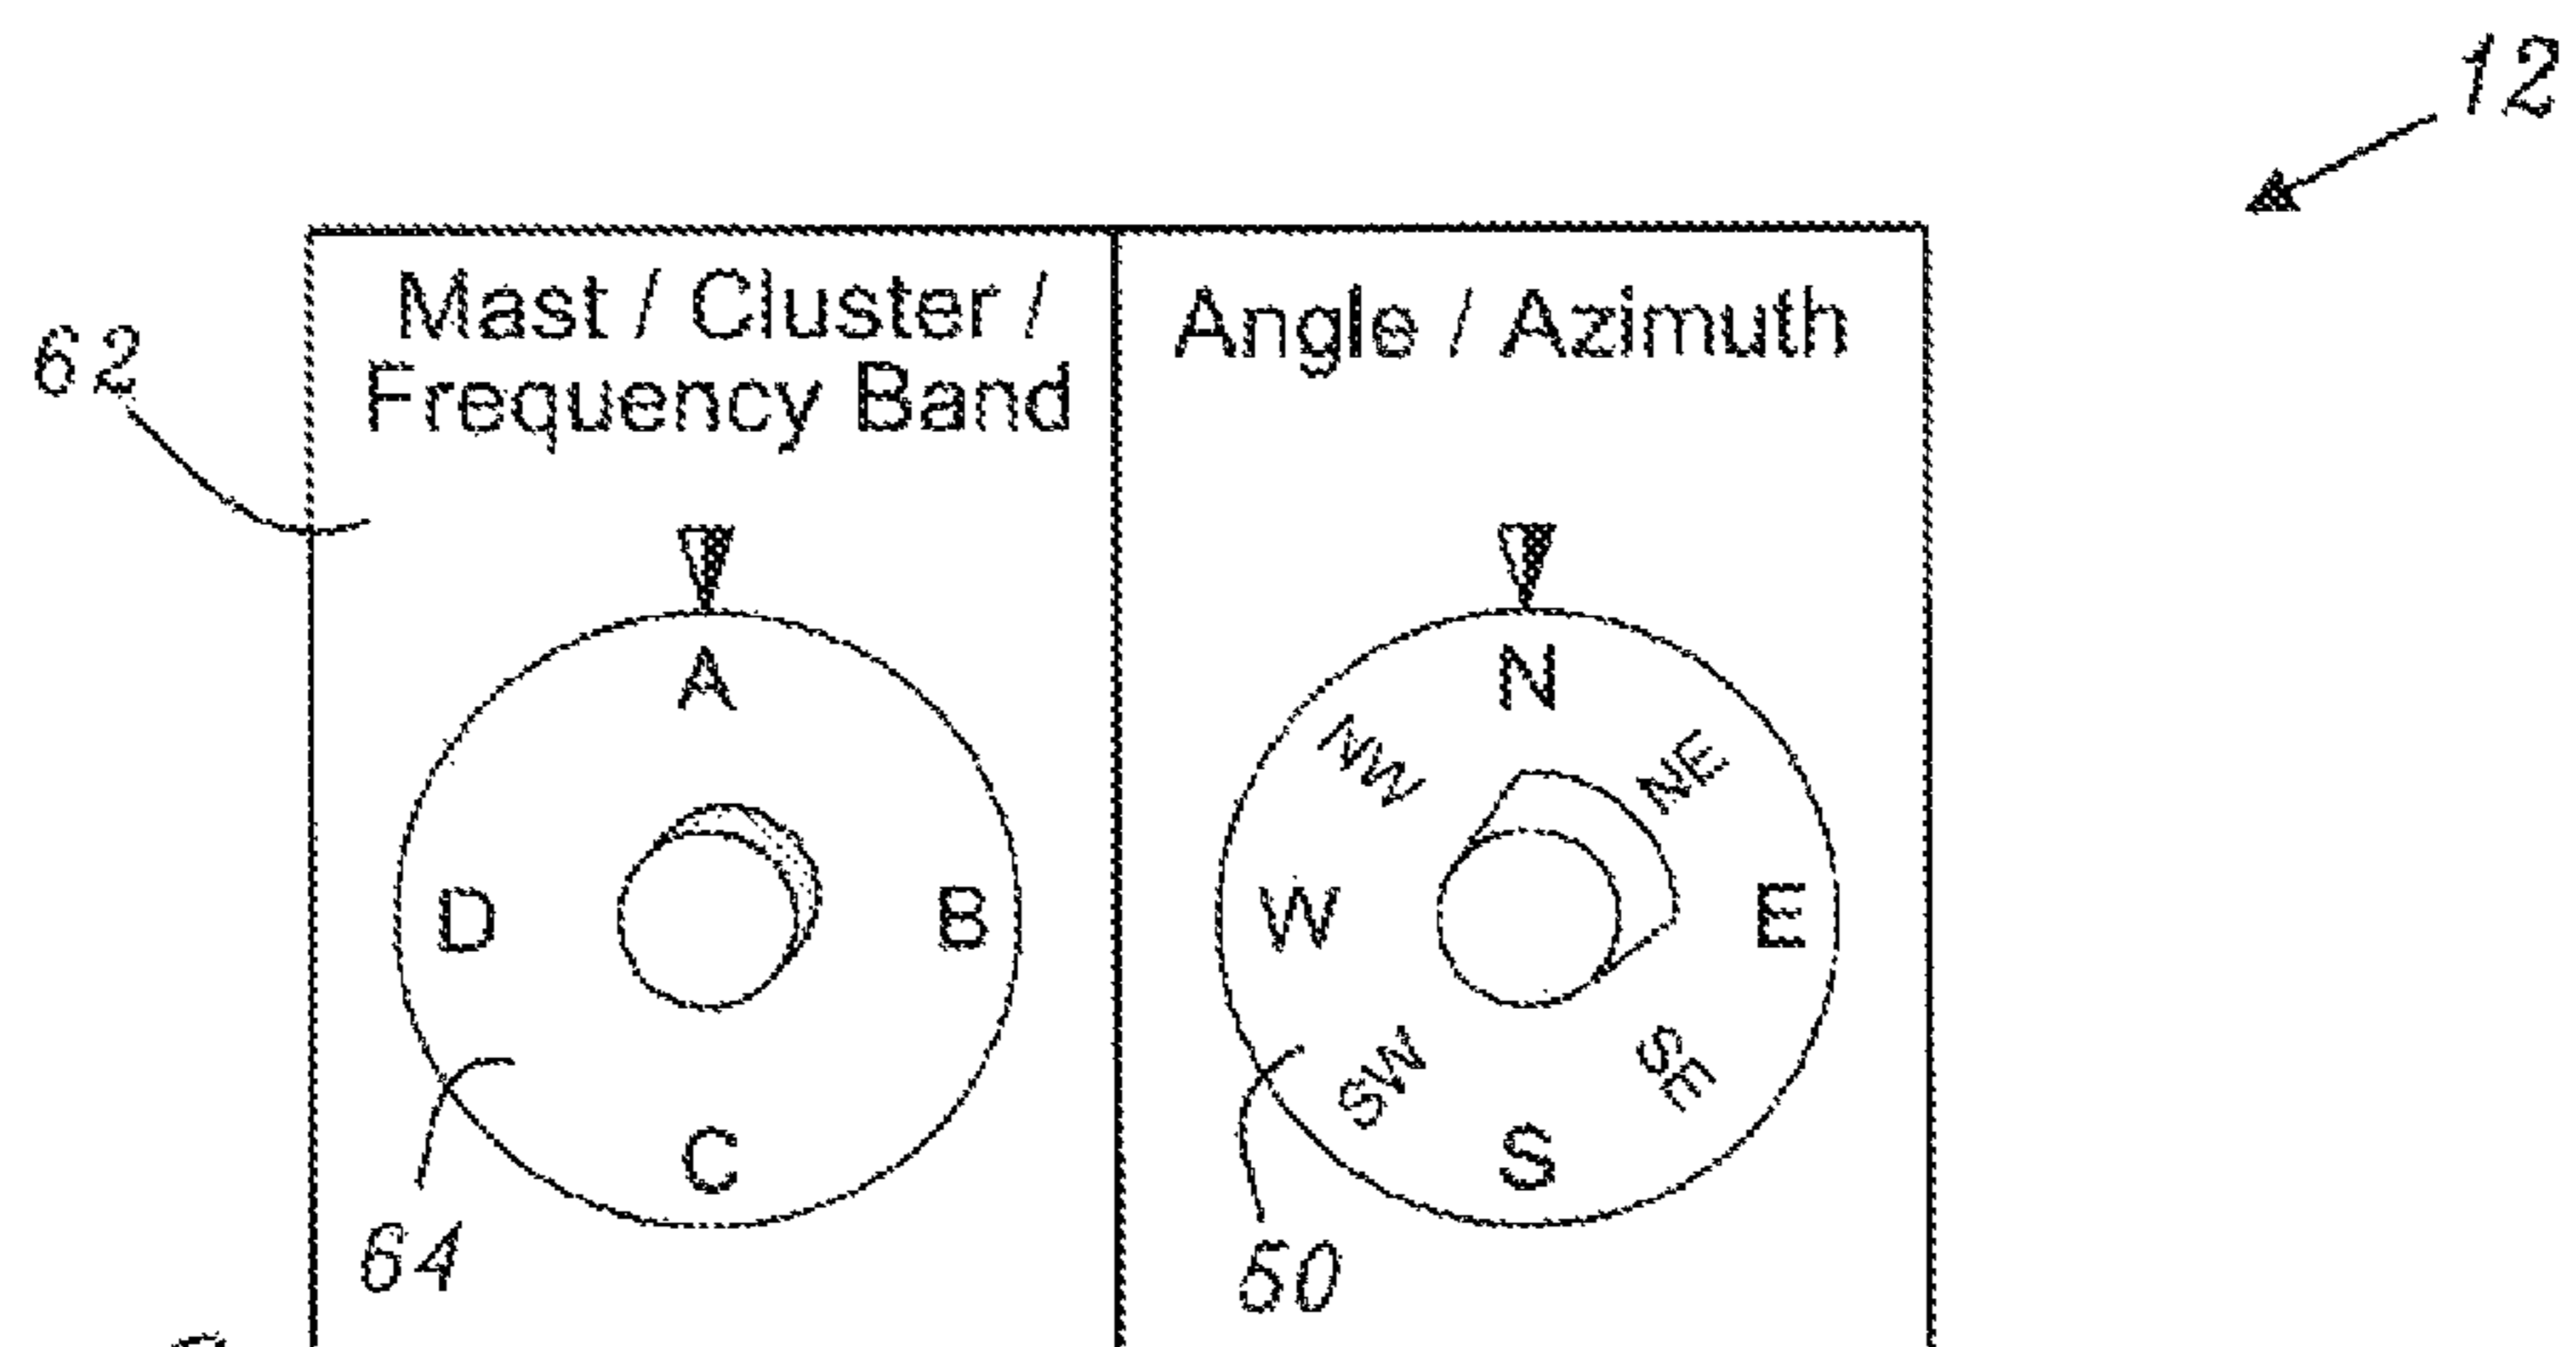 12
Mast / Cluster /
Frequency Band
Angle / Azimuth
62
A
B
C
D
N
NE
E
SE
S
SW
W
NW
64
50